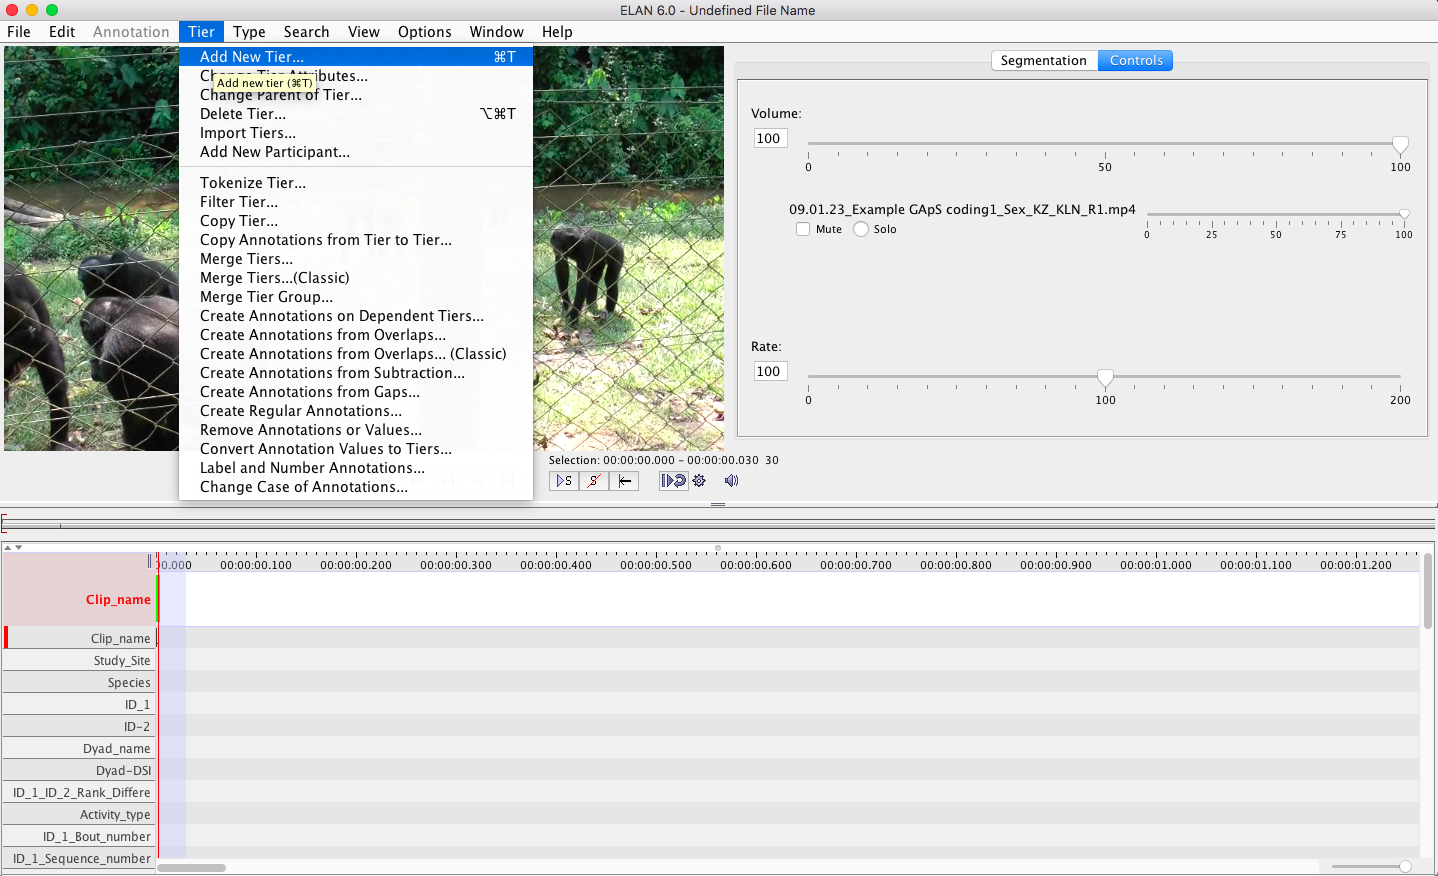 ELAN 6.0 - Undefined File Name
File Edit Annotation Tier Type Search View Options Window Help
Add New Tier... ⌘T
Change Tier Attributes...
Add new tier (⌘T)
Change Parent of Tier...
Delete Tier... ⌥⌘T
Import Tiers...
Add New Participant...
Tokenize Tier...
Filter Tier...
Copy Tier...
Copy Annotations from Tier to Tier...
Merge Tiers...
Merge Tiers...(Classic)
Merge Tier Group...
Create Annotations on Dependent Tiers...
Create Annotations from Overlaps...
Create Annotations from Overlaps... (Classic)
Create Annotations from Subtraction...
Create Annotations from Gaps...
Create Regular Annotations...
Remove Annotations or Values...
Convert Annotation Values to Tiers...
Label and Number Annotations...
Change Case of Annotations...
Segmentation Controls
Volume:
100
0 50 100
09.01.23_Example GApS coding1_Sex_KZ_KLN_R1.mp4
Mute Solo
0 25 50 75 100
Rate:
100
0 100 200
Selection: 00:00:00.000 - 00:00:00.030 30
S S
00.000 00:00:00.100 00:00:00.200 00:00:00.300 00:00:00.400 00:00:00.500 00:00:00.600 00:00:00.700 00:00:00.800 00:00:00.900 00:00:01.000 00:00:01.100 00:00:01.200
Clip_name
Clip_name
Study_Site
Species
ID_1
ID-2
Dyad_name
Dyad-DSI
ID_1_ID_2_Rank_Differe
Activity_type
ID_1_Bout_number
ID_1_Sequence_number